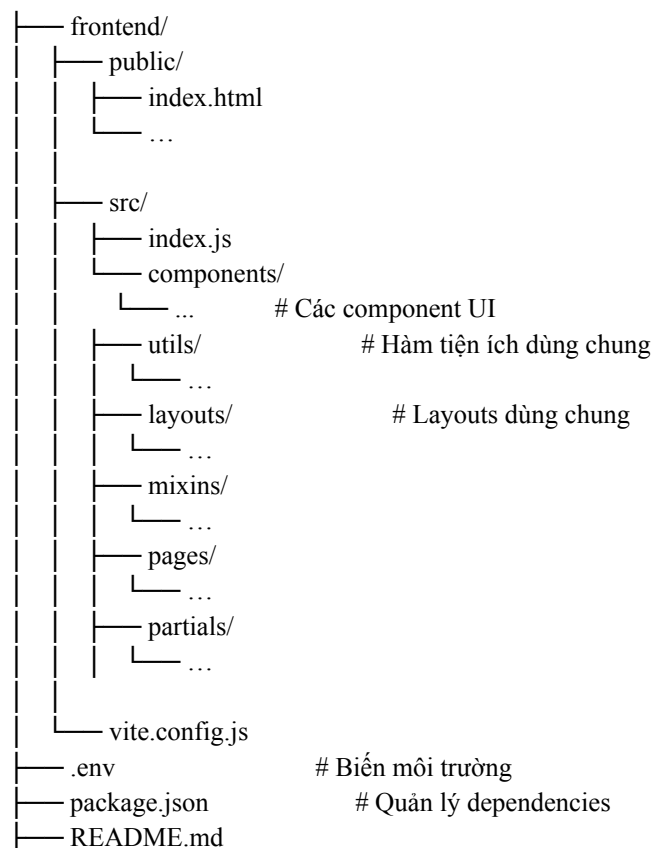 ├── frontend/
│   ├── public/
│   │   ├── index.html
│   │   └── …
│   │
│   ├── src/
│   │   ├── index.js
│   │   └── components/
│   │       └── ... # Các component UI
│   │   ├── utils/ # Hàm tiện ích dùng chung
│   │   │   └── …
│   │   ├── layouts/ # Layouts dùng chung
│   │   │   └── …
│   │   ├── mixins/
│   │   │   └── …
│   │   ├── pages/
│   │   │   └── …
│   │   ├── partials/
│   │   │   └── …
│   │
│   └── vite.config.js
├── .env # Biến môi trường
├── package.json # Quản lý dependencies
├── README.md